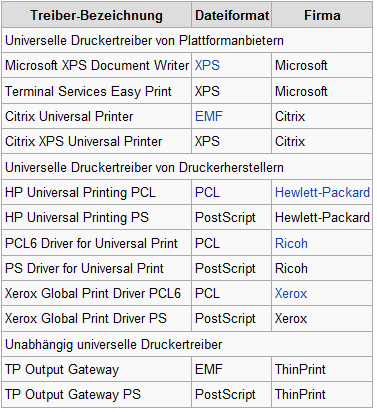 Treiber-Bezeichnung Dateiformat Firma
Universelle Druckertreiber von Plattformanbietern
Microsoft XPS Document Writer XPS Microsoft
Terminal Services Easy Print XPS Microsoft
Citrix Universal Printer EMF Citrix
Citrix XPS Universal Printer XPS Citrix
Universelle Druckertreiber von Druckerherstellern
HP Universal Printing PCL PCL Hewlett-Packard
HP Universal Printing PS PostScript Hewlett-Packard
PCL6 Driver for Universal Print PCL Ricoh
PS Driver for Universal Print PostScript Ricoh
Xerox Global Print Driver PCL6 PCL Xerox
Xerox Global Print Driver PS PostScript Xerox
Unabhängig universelle Druckertreiber
TP Output Gateway EMF ThinPrint
TP Output Gateway PS PostScript ThinPrint